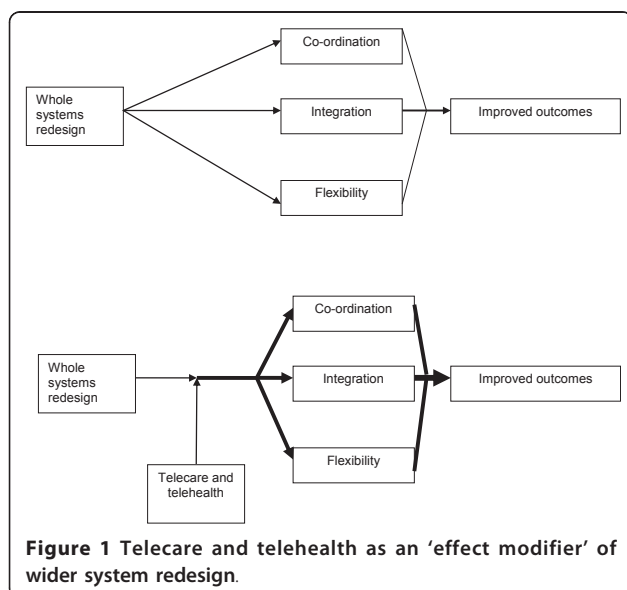 Co-ordination
Whole
systems
redesign
Integration
Improved outcomes
Flexibility
Co-ordination
Whole
systems
redesign
Integration
Improved outcomes
Flexibility
Telecare and
telehealth
Figure 1 Telecare and telehealth as an ‘effect modifier’ of
wider system redesign.